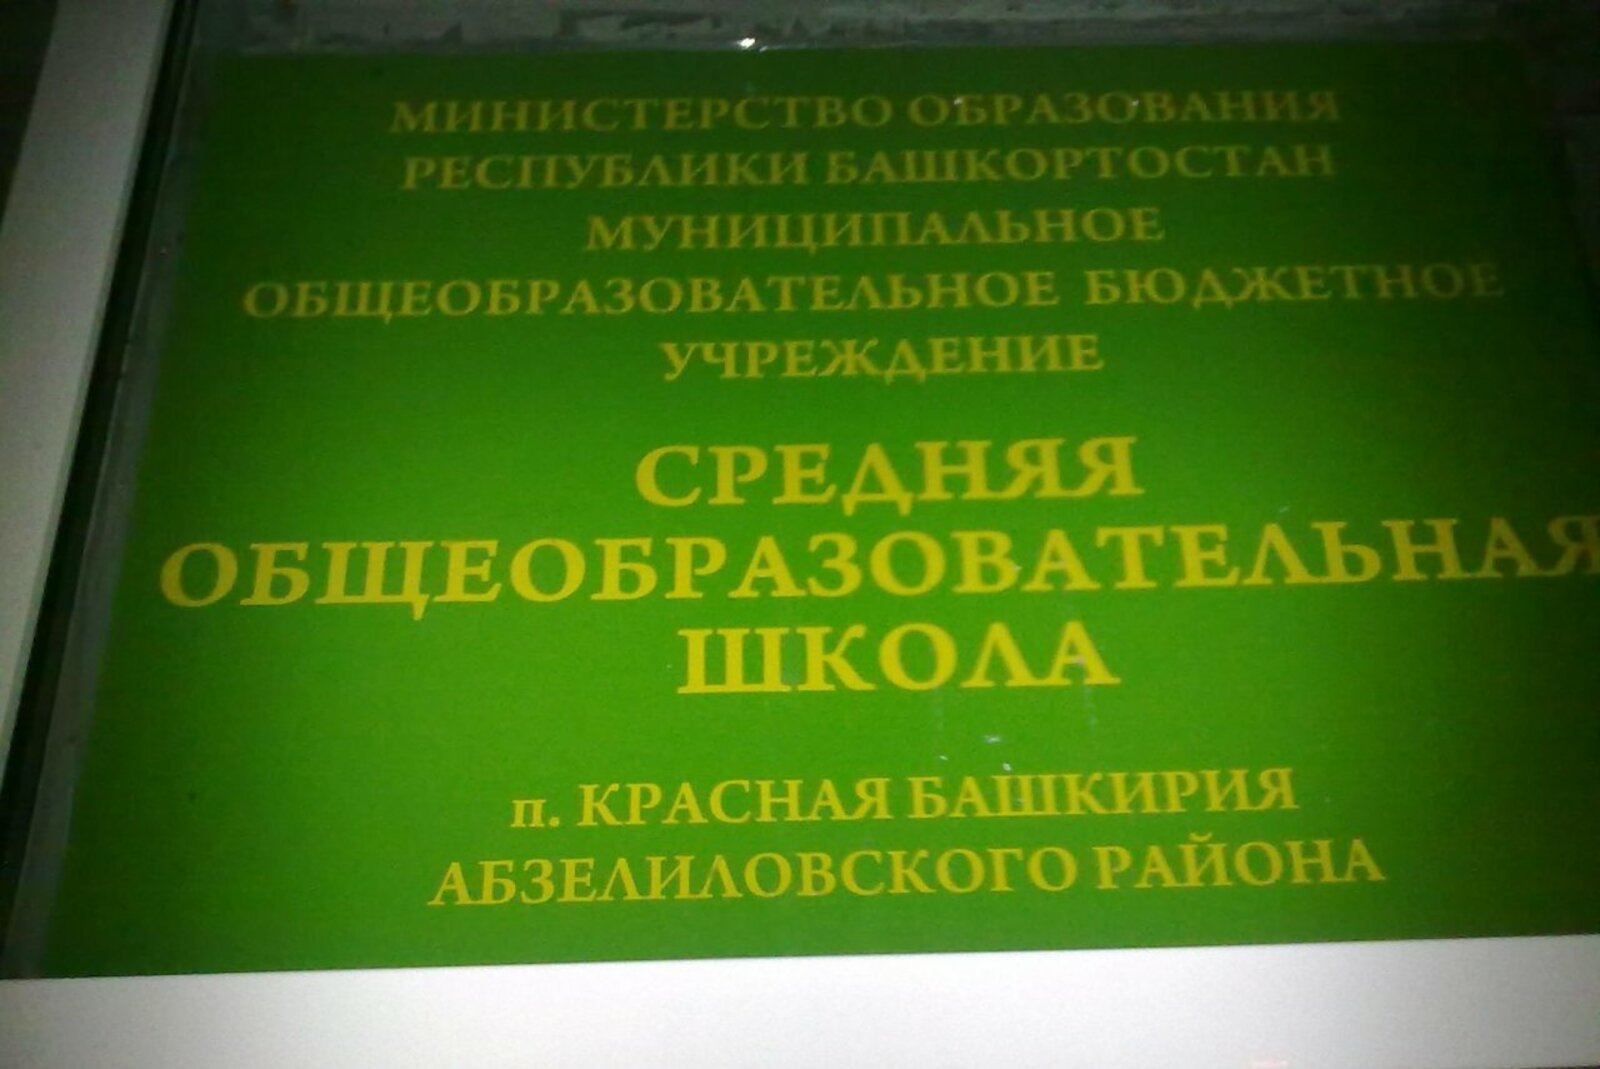 МИНИСТЕРСТВО ОБРАЗОВАНИЯ
РЕСПУБЛИКИ БАШКОРТОСТАН
МУНИЦИПАЛЬНОЕ
ОБЩЕОБРАЗОВАТЕЛЬНОЕ БЮДЖЕТНОЕ
УЧРЕЖДЕНИЕ
СРЕДНЯЯ
ОБЩЕОБРАЗОВАТЕЛЬНАЯ
ШКОЛА
п. КРАСНАЯ БАШКИРИЯ
АБЗЕЛИЛОВСКОГО РАЙОНА